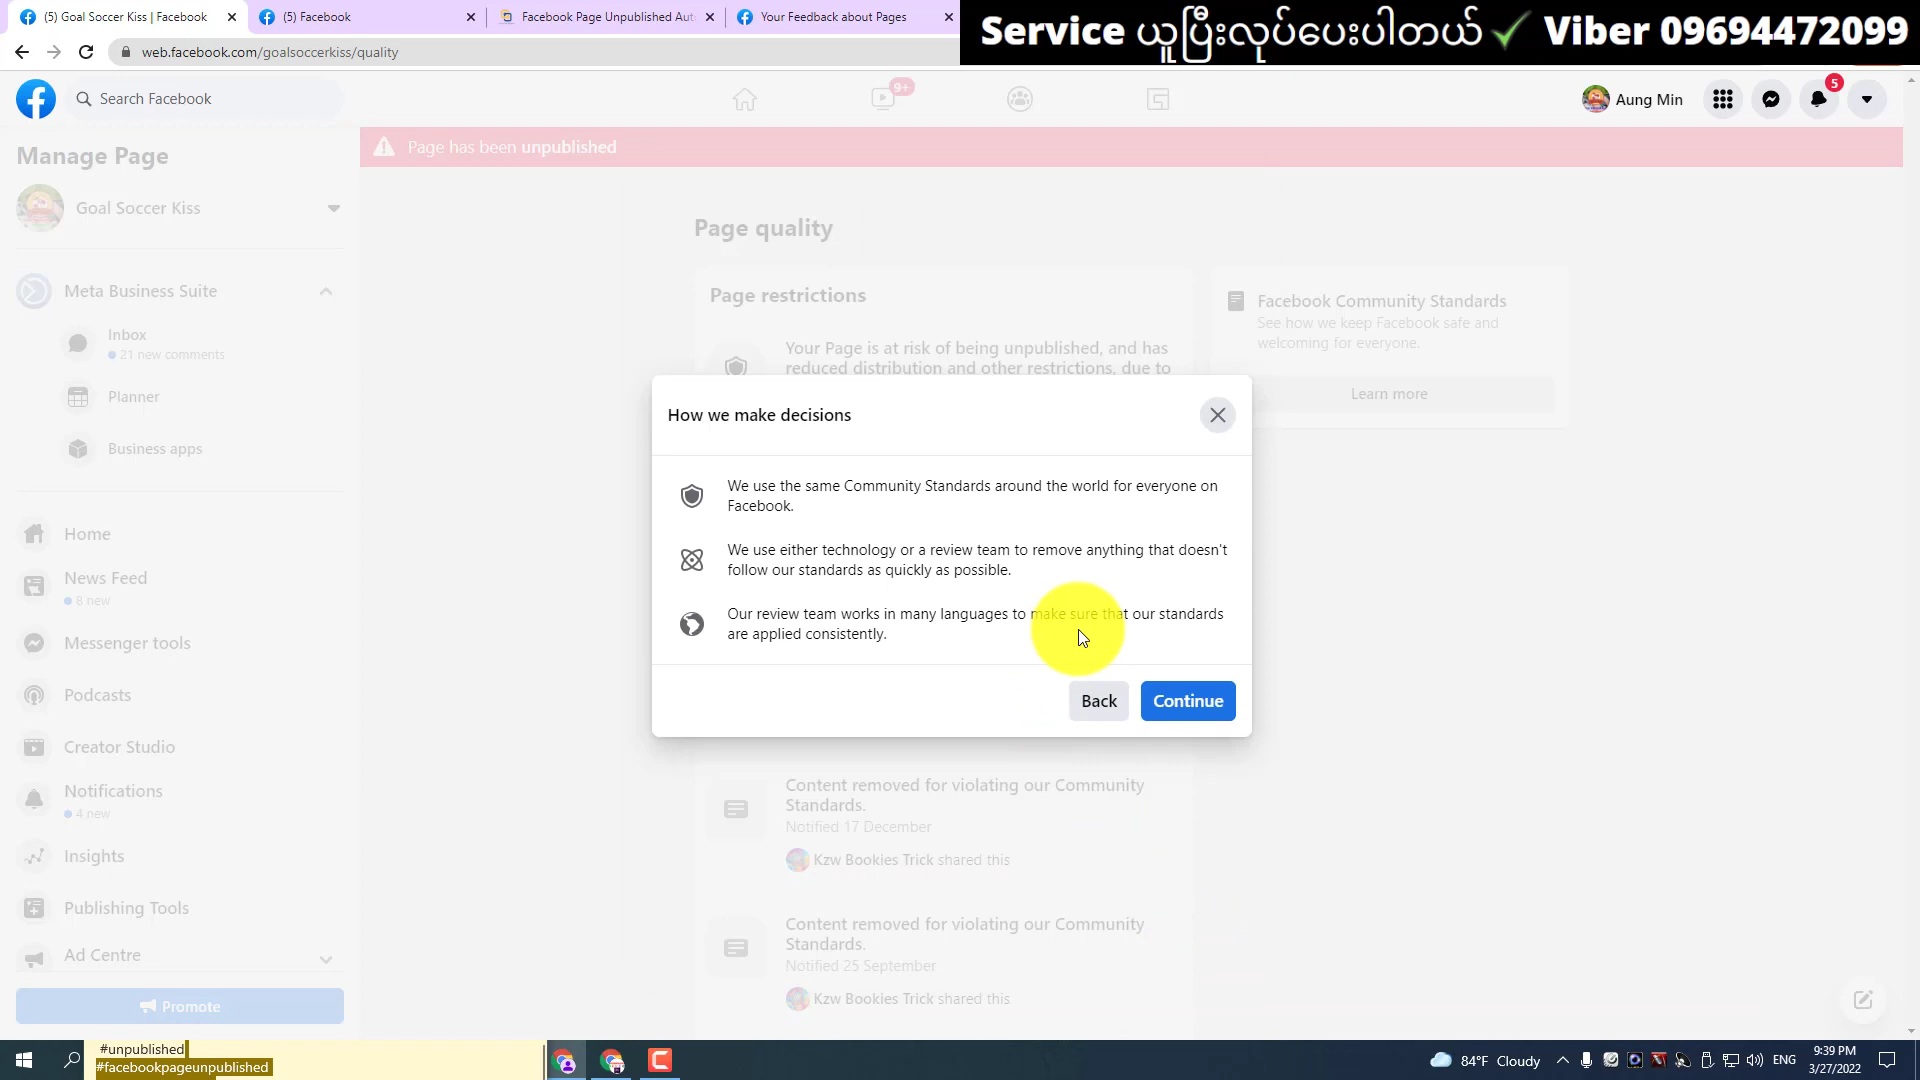 (5) Goal Soccer Kiss | Facebook
(5) Facebook
Facebook Page Unpublished Aut
Your Feedback about Pages
Service ယူပြီးလုပ်ပေးပါတယ် ✓ Viber 09694472099
web.facebook.com/goalsoccerkiss/quality
Search Facebook
9+
Aung Min
5
Manage Page
Page has been unpublished
Goal Soccer Kiss
Page quality
Meta Business Suite
Page restrictions
Facebook Community Standards
See how we keep Facebook safe and
welcoming for everyone.
Learn more
Inbox
21 new comments
Your Page is at risk of being unpublished, and has
reduced distribution and other restrictions, due to
Planner
Business apps
How we make decisions
We use the same Community Standards around the world for everyone on
Facebook.
We use either technology or a review team to remove anything that doesn't
follow our standards as quickly as possible.
Our review team works in many languages to make sure that our standards
are applied consistently.
Back
Continue
Home
News Feed
8 new
Messenger tools
Podcasts
Creator Studio
Notifications
4 new
Insights
Publishing Tools
Ad Centre
Promote
Content removed for violating our Community
Standards.
Notified 17 December
Kzw Bookies Trick shared this
Content removed for violating our Community
Standards.
Notified 25 September
Kzw Bookies Trick shared this
#unpublished
#facebookpageunpublished
84°F Cloudy
ENG
9:39 PM
3/27/2022